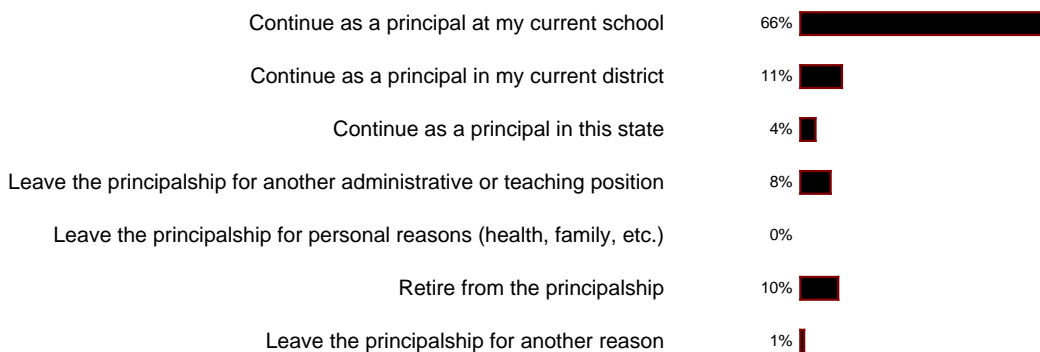 Continue as a principal at my current school 66%
Continue as a principal in my current district 11%
Continue as a principal in this state 4%
Leave the principalship for another administrative or teaching position 8%
Leave the principalship for personal reasons (health, family, etc.) 0%
Retire from the principalship 10%
Leave the principalship for another reason 1%